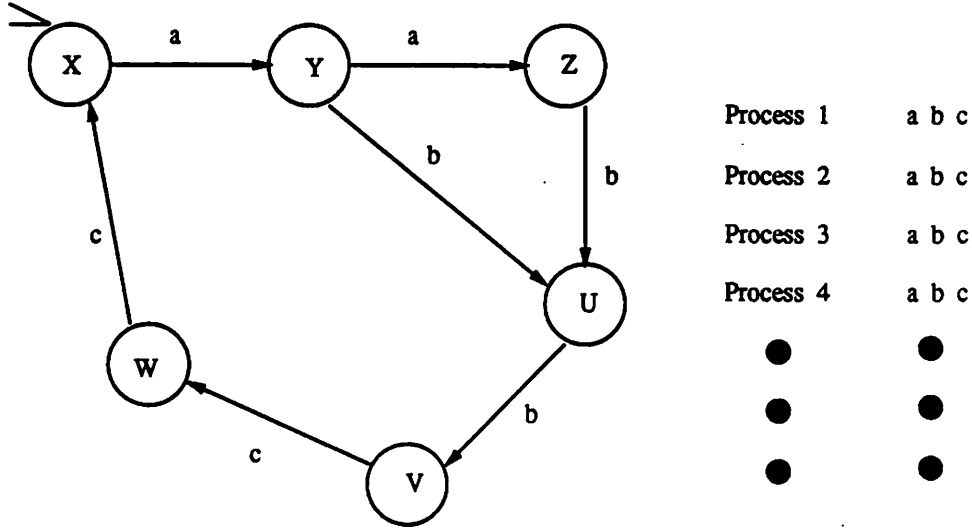 X
a
Y
a
Z
b
b
c
U
W
b
c
V
Process 1 a b c
Process 2 a b c
Process 3 a b c
Process 4 a b c